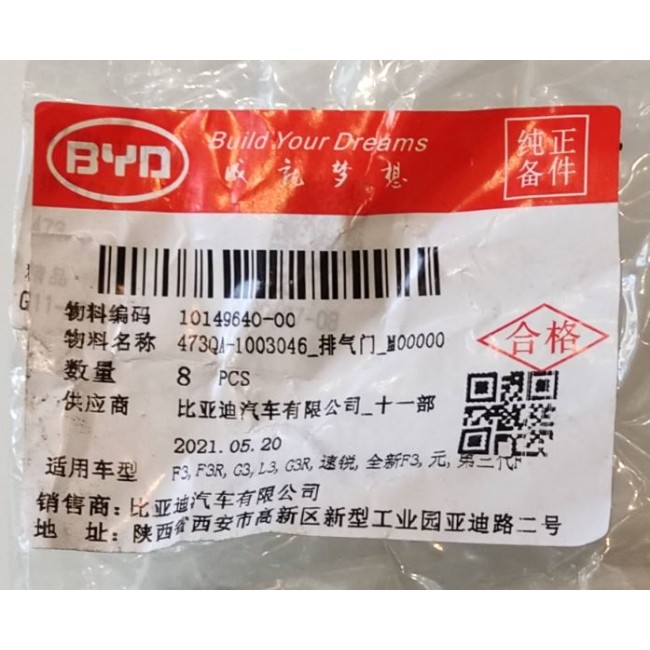 BYD
Build Your Dreams
成就梦想
纯正
备件
物料编码 10149640-00
物料名称 473QA-1003046_排气门_M00000
合格
数量 8 PCS
供应商 比亚迪汽车有限公司_十一部
2021.05.20
适用车型 F3, F3R, G3, L3, G3R, 速锐, 全新F3, 元, 第三代F
销售商: 比亚迪汽车有限公司
地 址: 陕西省西安市高新区新型工业园亚迪路二号